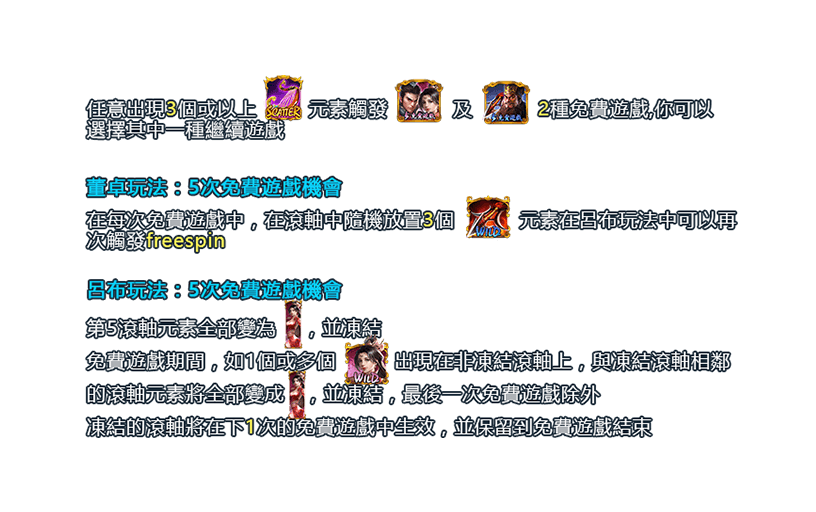 任意出現3個或以上 SCATTER 元素觸發 免費遊戲 及 免費遊戲 2種免費遊戲,你可以
選擇其中一種繼續遊戲
董卓玩法：5次免費遊戲機會
在每次免費遊戲中，在滾軸中隨機放置3個 WILD 元素在呂布玩法中可以再
次觸發freespin
呂布玩法：5次免費遊戲機會
第5滾軸元素全部變為 ，並凍結
免費遊戲期間，如1個或多個 WILD 出現在非凍結滾軸上，與凍結滾軸相鄰
的滾軸元素將全部變成 ，並凍結，最後一次免費遊戲除外
凍結的滾軸將在下1次的免費遊戲中生效，並保留到免費遊戲結束